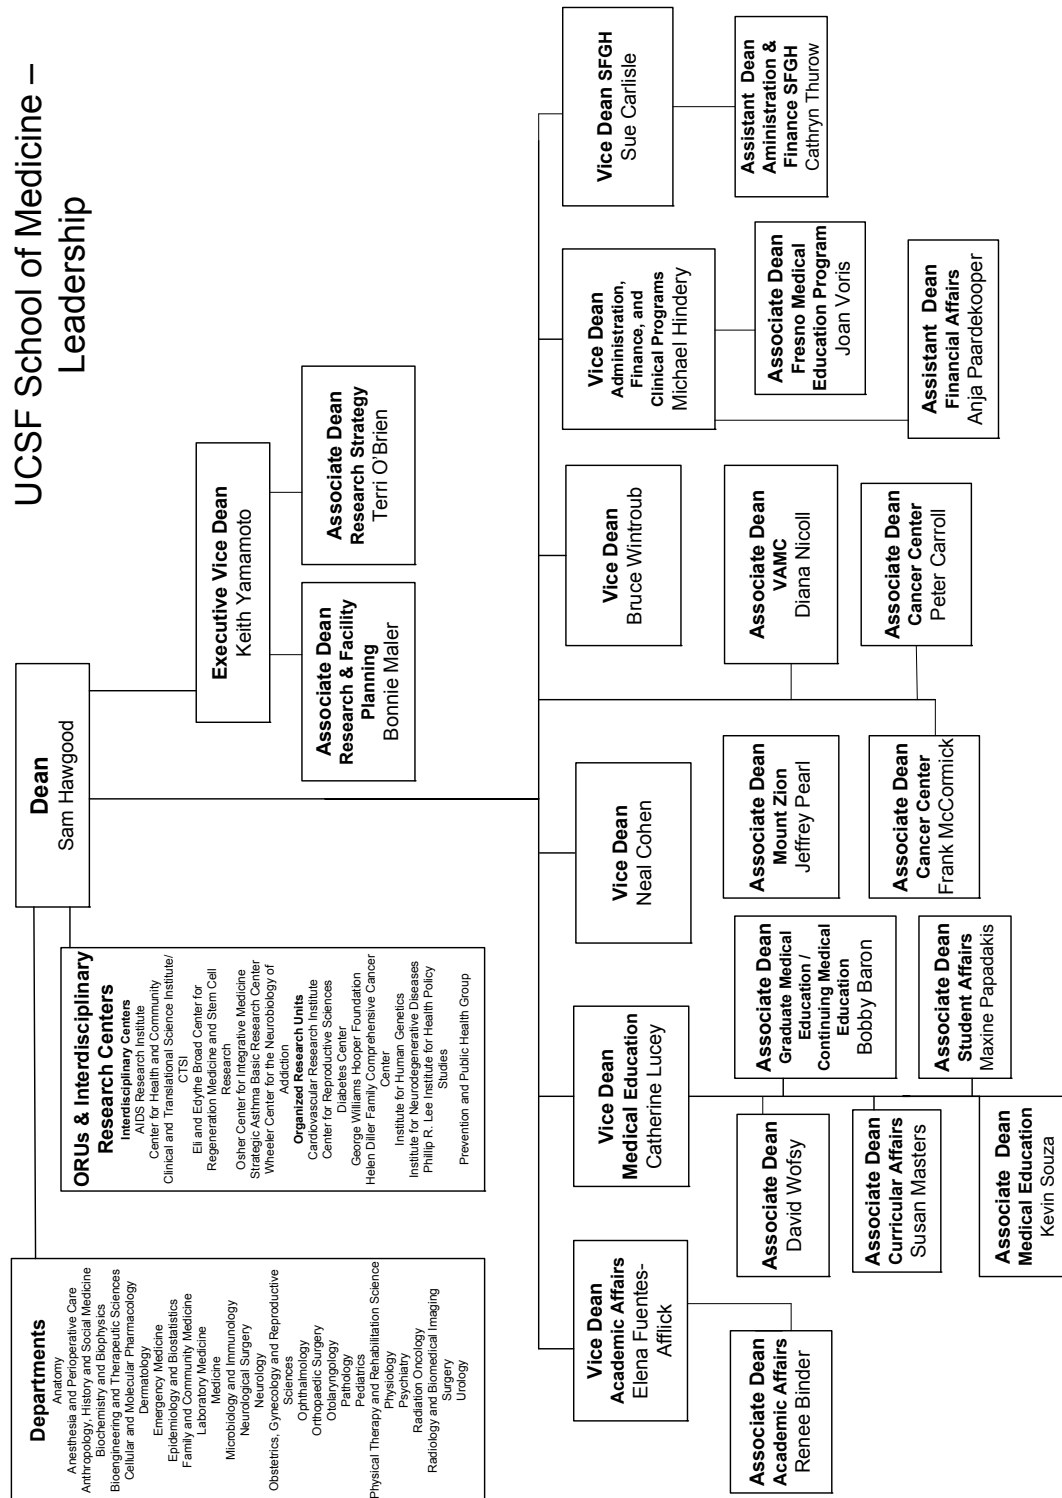 UCSF School of Medicine –
Leadership
Dean
Sam Hawgood
Executive Vice Dean
Keith Yamamoto
Associate Dean
Research & Facility
Planning
Bonnie Maler
Associate Dean
Research Strategy
Terri O’Brien
Departments
Anatomy
Anesthesia and Perioperative Care
Anthropology, History and Social Medicine
Biochemistry and Biophysics
Bioengineering and Therapeutic Sciences
Cellular and Molecular Pharmacology
Dermatology
Emergency Medicine
Epidemiology and Biostatistics
Family and Community Medicine
Laboratory Medicine
Medicine
Microbiology and Immunology
Neurological Surgery
Neurology
Obstetrics, Gynecology and Reproductive
Sciences
Ophthalmology
Orthopaedic Surgery
Otolaryngology
Pathology
Pediatrics
Physical Therapy and Rehabilitation Science
Physiology
Psychiatry
Radiation Oncology
Radiology and Biomedical Imaging
Surgery
Urology
ORUs & Interdisciplinary
Research Centers
Interdisciplinary Centers
AIDS Research Institute
Center for Health and Community
Clinical and Translational Science Institute/
CTSI
Eli and Edythe Broad Center for
Regeneration Medicine and Stem Cell
Research
Osher Center for Integrative Medicine
Strategic Asthma Basic Research Center
Wheeler Center for the Neurobiology of
Addiction
Organized Research Units
Cardiovascular Research Institute
Center for Reproductive Sciences
Diabetes Center
George Williams Hooper Foundation
Helen Diller Family Comprehensive Cancer
Center
Institute for Human Genetics
Institute for Neurodegenerative Diseases
Phillip R. Lee Institute for Health Policy
Studies
Prevention and Public Health Group
Vice Dean
Academic Affairs
Elena Fuentes-
Afflick
Associate Dean
Academic Affairs
Renee Binder
Vice Dean
Medical Education
Catherine Lucey
Associate Dean
David Wofsy
Associate Dean
Graduate Medical
Education /
Continuing Medical
Education
Bobby Baron
Associate Dean
Curricular Affairs
Susan Masters
Associate Dean
Student Affairs
Maxine Papadakis
Associate Dean
Medical Education
Kevin Souza
Vice Dean
Neal Cohen
Associate Dean
Mount Zion
Jeffrey Pearl
Associate Dean
VAMC
Diana Nicoll
Associate Dean
Cancer Center
Frank McCormick
Associate Dean
Cancer Center
Peter Carroll
Vice Dean
Bruce Wintroub
Vice Dean
Administration,
Finance, and
Clinical Programs
Michael Hindery
Associate Dean
Fresno Medical
Education Program
Joan Voris
Assistant Dean
Financial Affairs
Anja Paardekooper
Vice Dean SFGH
Sue Carlisle
Assistant Dean
Aministration &
Finance SFGH
Cathryn Thurow